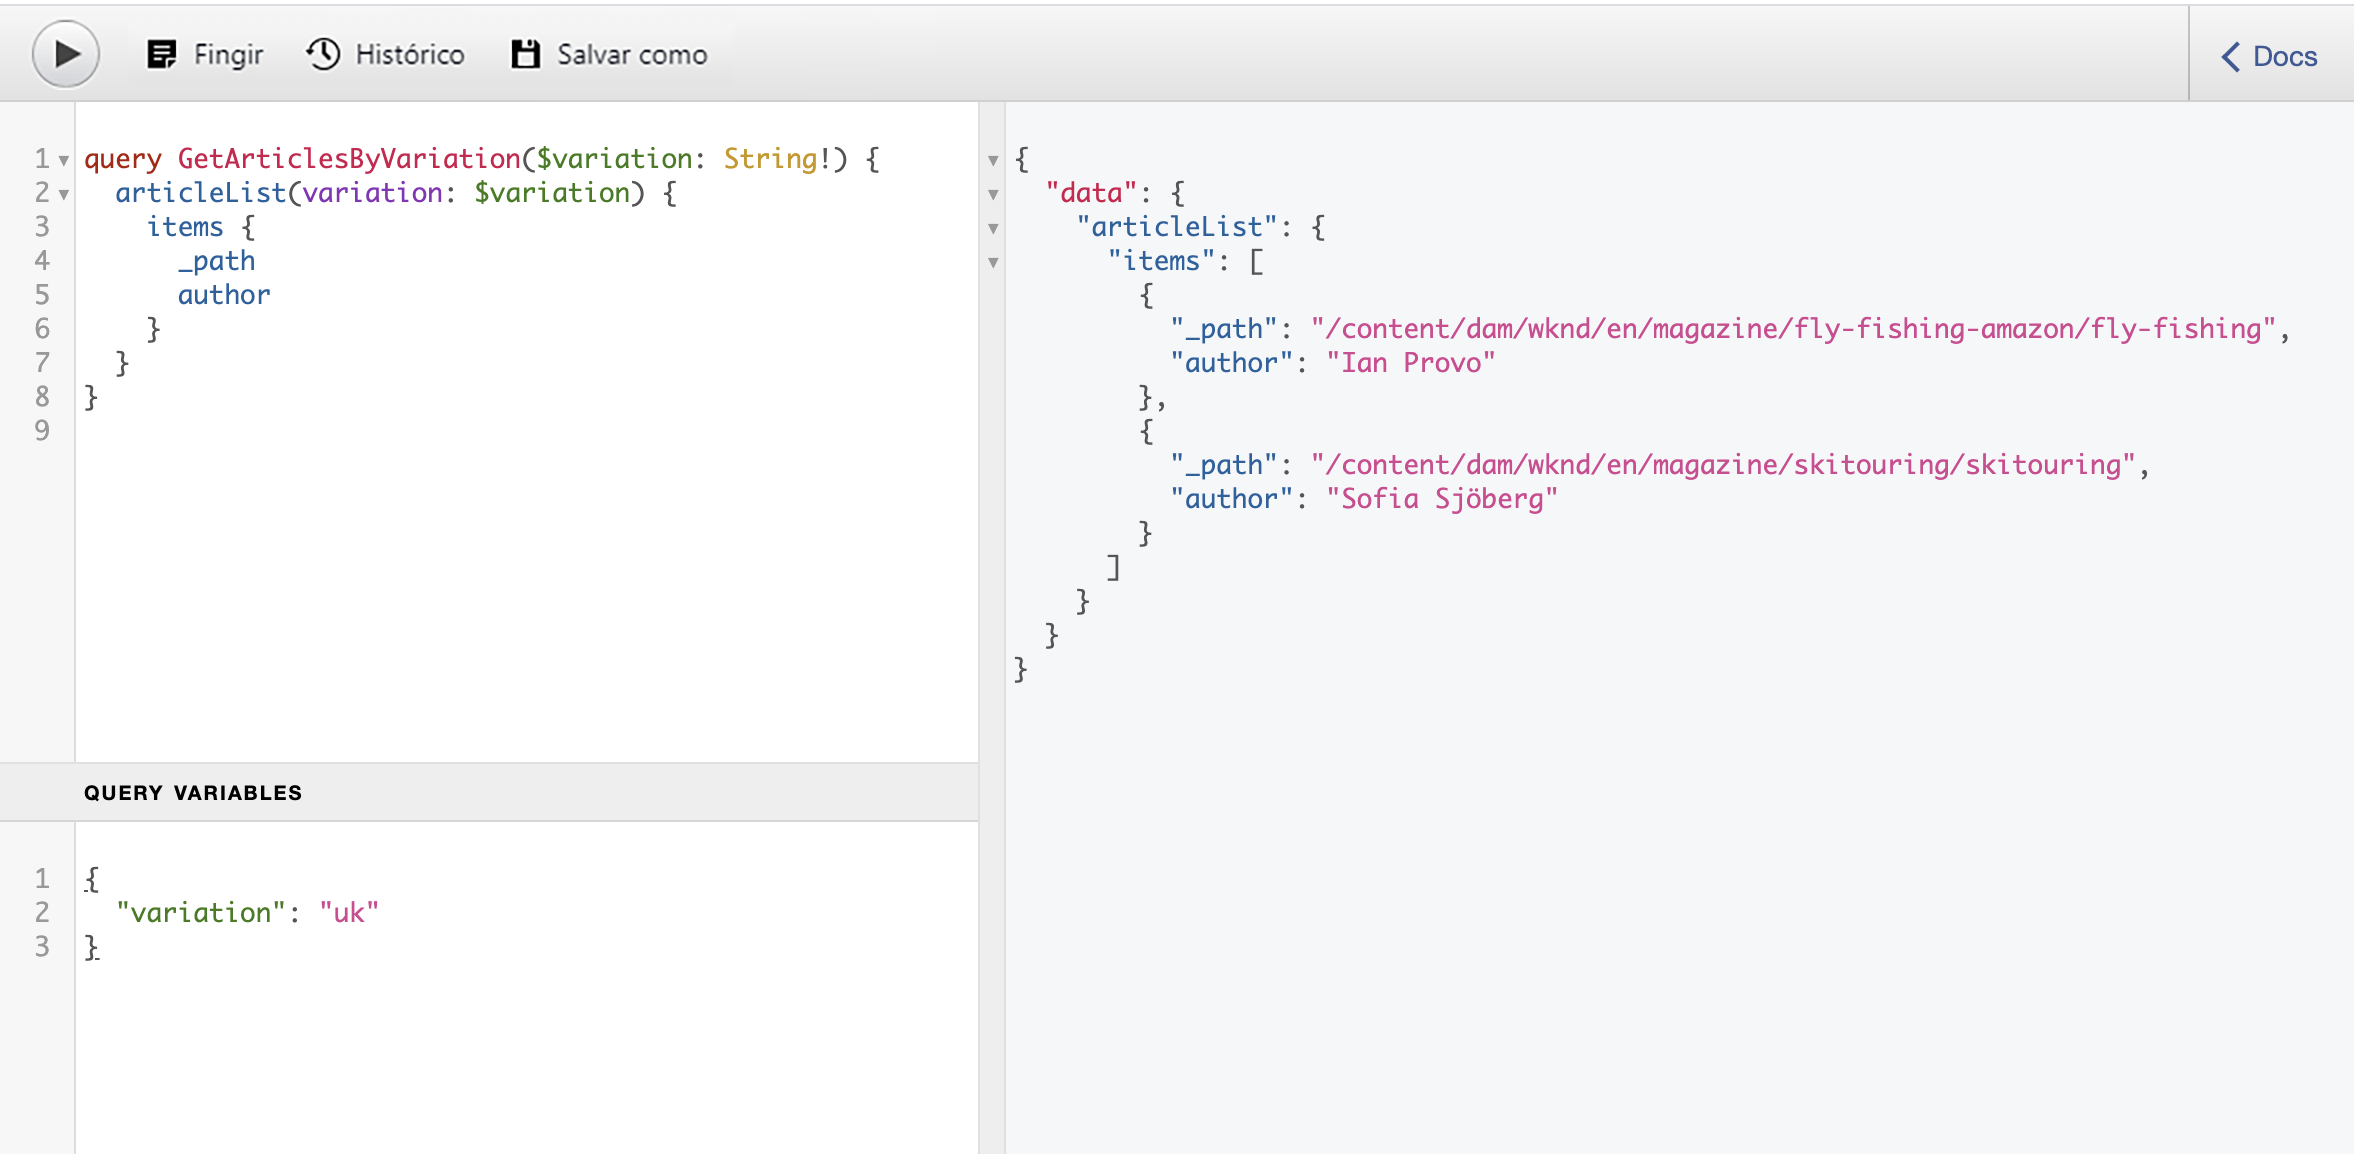 Fingir Histórico Salvar como
Docs
1 query GetArticlesByVariation($variation: String!) {
2   articleList(variation: $variation) {
3     items {
4       _path
5       author
6     }
7   }
8 }
9
{
  "data": {
    "articleList": {
      "items": [
        {
          "_path": "/content/dam/wknd/en/magazine/fly-fishing-amazon/fly-fishing",
          "author": "Ian Provo"
        },
        {
          "_path": "/content/dam/wknd/en/magazine/skitouring/skitouring",
          "author": "Sofia Sjöberg"
        }
      ]
    }
  }
}
QUERY VARIABLES
1 {
2   "variation": "uk"
3 }